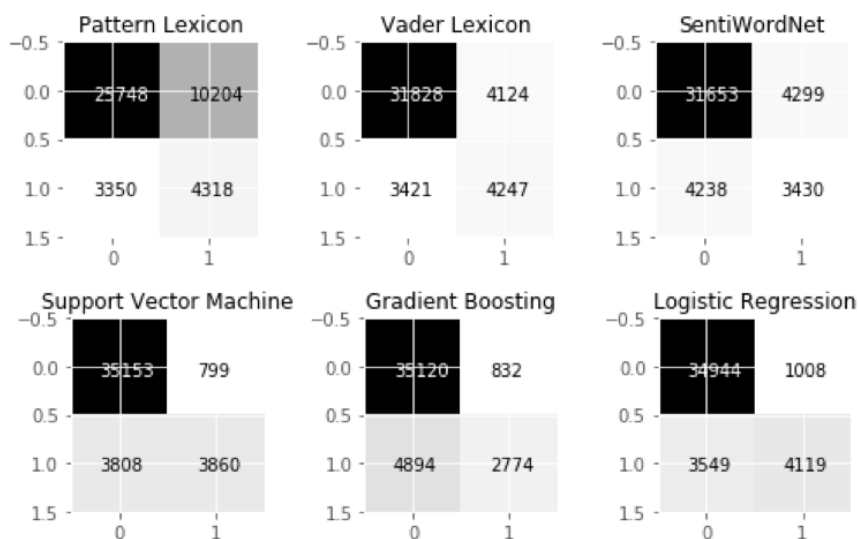 Pattern Lexicon Vader Lexicon SentiWordNet
−0.5 −0.5 −0.5
0.0 25748 10204 0.0 31828 4124 0.0 31653 4299
0.5 0.5 0.5
1.0 3350 4318 1.0 3421 4247 1.0 4238 3430
1.5 1.5 1.5
0 1 0 1 0 1
Support Vector Machine Gradient Boosting Logistic Regression
−0.5 −0.5 −0.5
0.0 35153 799 0.0 35120 832 0.0 34944 1008
0.5 0.5 0.5
1.0 3808 3860 1.0 4894 2774 1.0 3549 4119
1.5 1.5 1.5
0 1 0 1 0 1